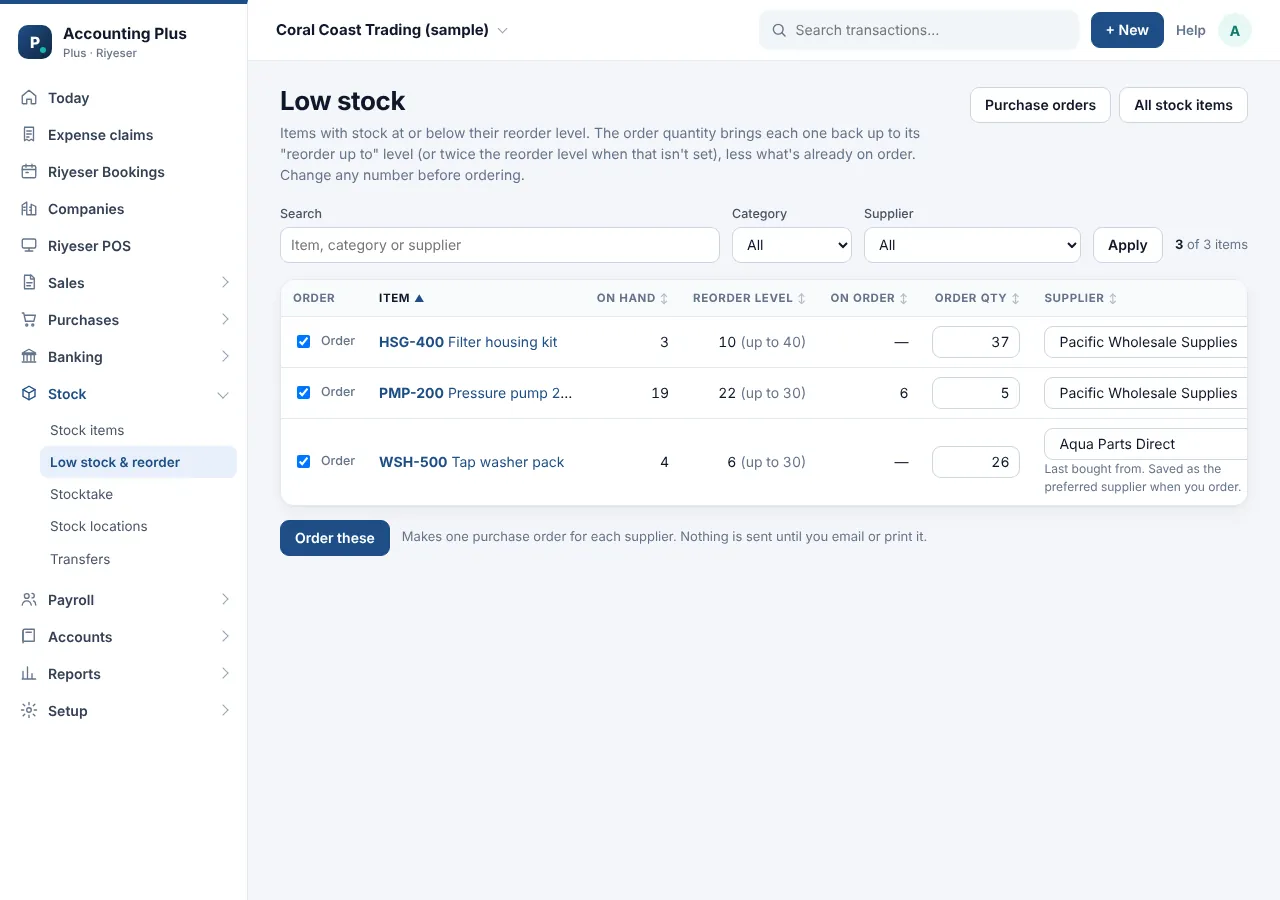 P
Accounting Plus
Plus · Riyeser
Today
Expense claims
Riyeser Bookings
Companies
Riyeser POS
Sales
Purchases
Banking
Stock
Stock items
Low stock & reorder
Stocktake
Stock locations
Transfers
Payroll
Accounts
Reports
Setup
Coral Coast Trading (sample)
Search transactions...
+ New
Help
A
Low stock
Items with stock at or below their reorder level. The order quantity brings each one back up to its
"reorder up to" level (or twice the reorder level when that isn't set), less what's already on order.
Change any number before ordering.
Purchase orders
All stock items
Search
Category
Supplier
Item, category or supplier
All
All
Apply
3 of 3 items
ORDER ITEM ON HAND REORDER LEVEL ON ORDER ORDER QTY SUPPLIER
Order HSG-400 Filter housing kit 3 10 (up to 40) — 37 Pacific Wholesale Supplies
Order PMP-200 Pressure pump 2... 19 22 (up to 30) 6 5 Pacific Wholesale Supplies
Order WSH-500 Tap washer pack 4 6 (up to 30) — 26 Aqua Parts Direct
Last bought from. Saved as the
preferred supplier when you order.
Order these
Makes one purchase order for each supplier. Nothing is sent until you email or print it.